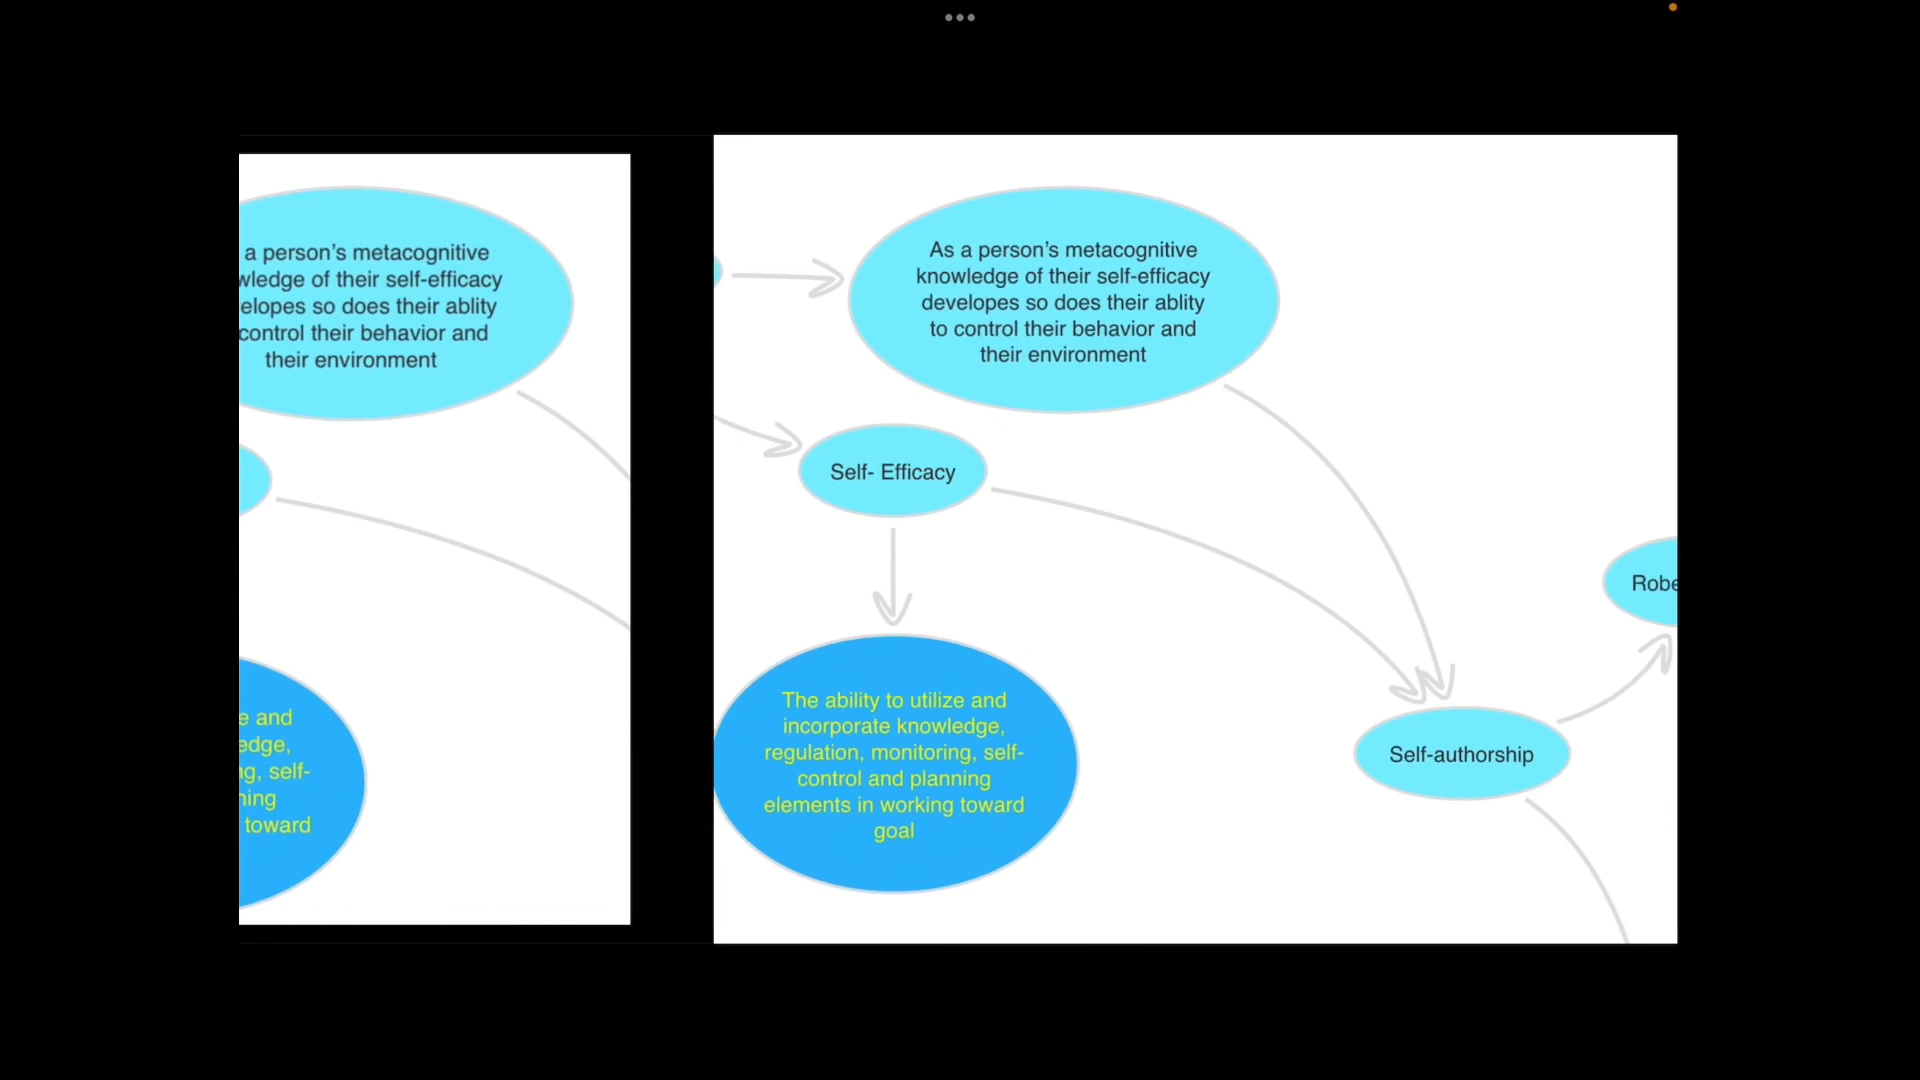 a person’s metacognitive
wledge of their self-efficacy
elopes so does their ablity
control their behavior and
their environment
e and
edge,
ng, self-
ning
toward
As a person’s metacognitive
knowledge of their self-efficacy
developes so does their ablity
to control their behavior and
their environment
Self- Efficacy
The ability to utilize and
incorporate knowledge,
regulation, monitoring, self-
control and planning
elements in working toward
goal
Robe
Self-authorship